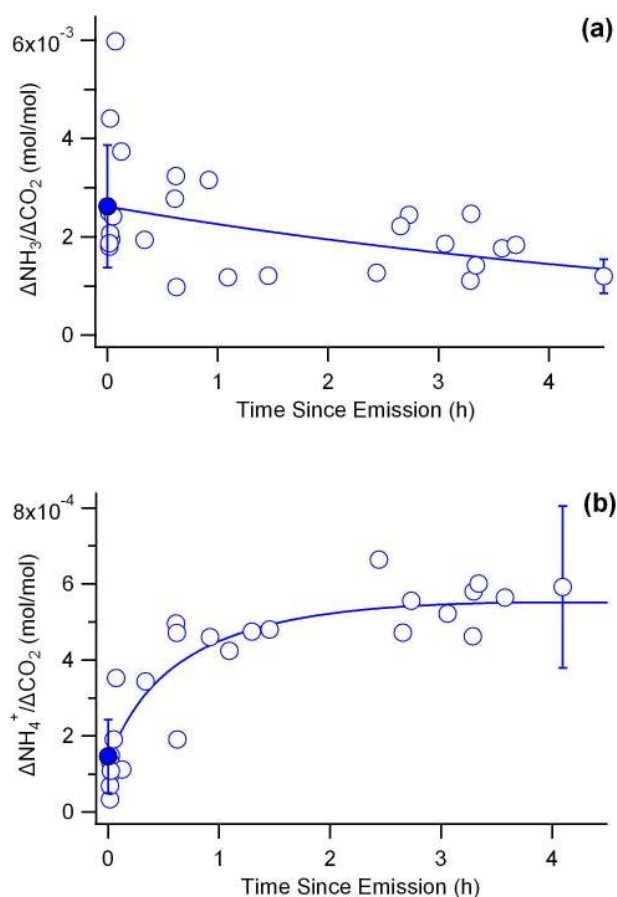 (a)
6x10⁻³
4
2
0
ΔNH₃/ΔCO₂ (mol/mol)
0 1 2 3 4
Time Since Emission (h)
(b)
8x10⁻⁴
6
4
2
0
ΔNH₄⁺/ΔCO₂ (mol/mol)
0 1 2 3 4
Time Since Emission (h)